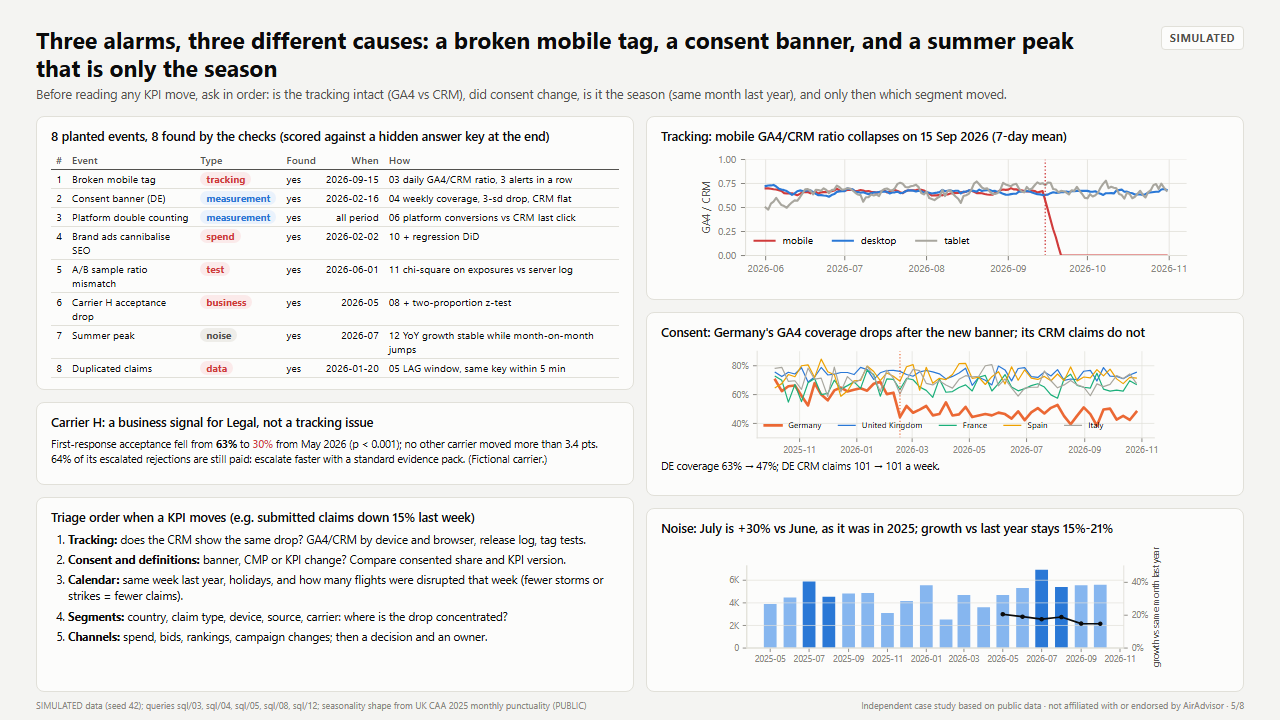 Three alarms, three different causes: a broken mobile tag, a consent banner, and a summer peak
that is only the season
SIMULATED
Before reading any KPI move, ask in order: is the tracking intact (GA4 vs CRM), did consent change, is it the season (same month last year), and only then which segment moved.
8 planted events, 8 found by the checks (scored against a hidden answer key at the end)
# Event Type Found When How
1 Broken mobile tag tracking yes 2026-09-15 03 daily GA4/CRM ratio, 3 alerts in a row
2 Consent banner (DE) measurement yes 2026-02-16 04 weekly coverage, 3-sd drop, CRM flat
3 Platform double counting measurement yes all period 06 platform conversions vs CRM last click
4 Brand ads cannibalise spend yes 2026-02-02 10 + regression DiD
SEO
5 A/B sample ratio test yes 2026-06-01 11 chi-square on exposures vs server log
mismatch
6 Carrier H acceptance business yes 2026-05 08 + two-proportion z-test
drop
7 Summer peak noise yes 2026-07 12 YoY growth stable while month-on-month
jumps
8 Duplicated claims data yes 2026-01-20 05 LAG window, same key within 5 min
Carrier H: a business signal for Legal, not a tracking issue
First-response acceptance fell from 63% to 30% from May 2026 (p < 0.001); no other carrier moved more than 3.4 pts.
64% of its escalated rejections are still paid: escalate faster with a standard evidence pack. (Fictional carrier.)
Triage order when a KPI moves (e.g. submitted claims down 15% last week)
1. Tracking: does the CRM show the same drop? GA4/CRM by device and browser, release log, tag tests.
2. Consent and definitions: banner, CMP or KPI change? Compare consented share and KPI version.
3. Calendar: same week last year, holidays, and how many flights were disrupted that week (fewer storms or
strikes = fewer claims).
4. Segments: country, claim type, device, source, carrier: where is the drop concentrated?
5. Channels: spend, bids, rankings, campaign changes; then a decision and an owner.
Tracking: mobile GA4/CRM ratio collapses on 15 Sep 2026 (7-day mean)
GA4 / CRM
1.00
0.75
0.50
0.25
0.00
mobile desktop tablet
2026-06 2026-07 2026-08 2026-09 2026-10 2026-11
Consent: Germany's GA4 coverage drops after the new banner; its CRM claims do not
80%
60%
40%
Germany United Kingdom France Spain Italy
2025-11 2026-01 2026-03 2026-05 2026-07 2026-09 2026-11
DE coverage 63% → 47%; DE CRM claims 101 → 101 a week.
Noise: July is +30% vs June, as it was in 2025; growth vs last year stays 15%-21%
6K
4K
2K
0
40%
20%
0%
growth vs same month last year
2025-05 2025-07 2025-09 2025-11 2026-01 2026-03 2026-05 2026-07 2026-09 2026-11
SIMULATED data (seed 42); queries sql/03, sql/04, sql/05, sql/08, sql/12; seasonality shape from UK CAA 2025 monthly punctuality (PUBLIC)
Independent case study based on public data · not affiliated with or endorsed by AirAdvisor · 5/8